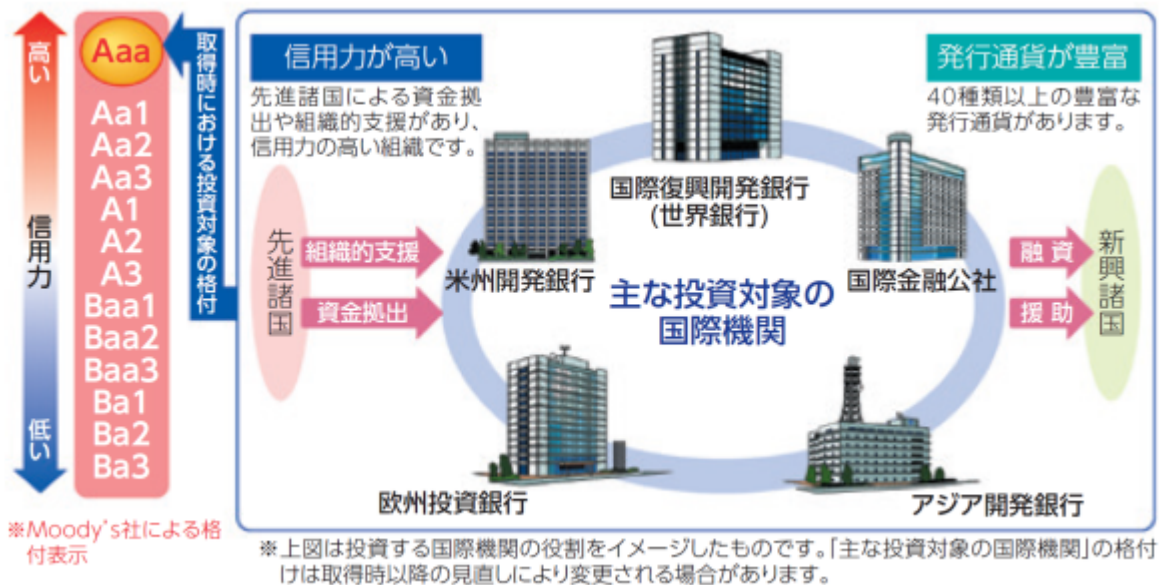 高い
信用力
低い
Aaa
Aa1
Aa2
Aa3
A1
A2
A3
Baa1
Baa2
Baa3
Ba1
Ba2
Ba3
※Moody's社による格
付表示
取得時における投資対象の格付
信用力が高い
先進諸国による資金拠
出や組織的支援があり、
信用力の高い組織です。
発行通貨が豊富
40種類以上の豊富な
発行通貨があります。
先進諸国
組織的支援
資金拠出
国際復興開発銀行
(世界銀行)
米州開発銀行
国際金融公社
主な投資対象の
国際機関
欧州投資銀行
アジア開発銀行
融資
援助
新興諸国
※上図は投資する国際機関の役割をイメージしたものです。「主な投資対象の国際機関」の格付
けは取得時以降の見直しにより変更される場合があります。